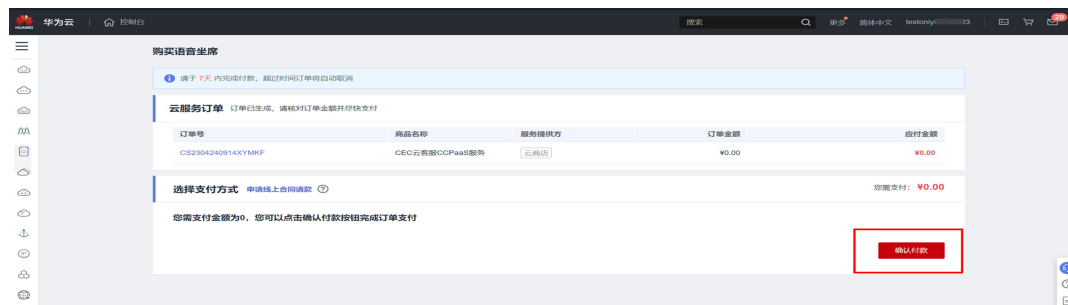 HUAWEI 华为云 | 控制台 搜索 更多 简体中文 29
购买语音坐席
请于 7天 内完成付款，超过时间订单将自动取消
云服务订单 订单已生成，请核对订单金额并尽快支付
订单号 商品名称 服务提供方 订单金额 应付金额
CS2304240914XYMKF CEC云客服CCPaaS服务 云商店 ¥0.00 ¥0.00
选择支付方式 申请线上合同请款 您需支付： ¥0.00
您需支付金额为0，您可以点击确认付款按钮完成订单支付
确认付款